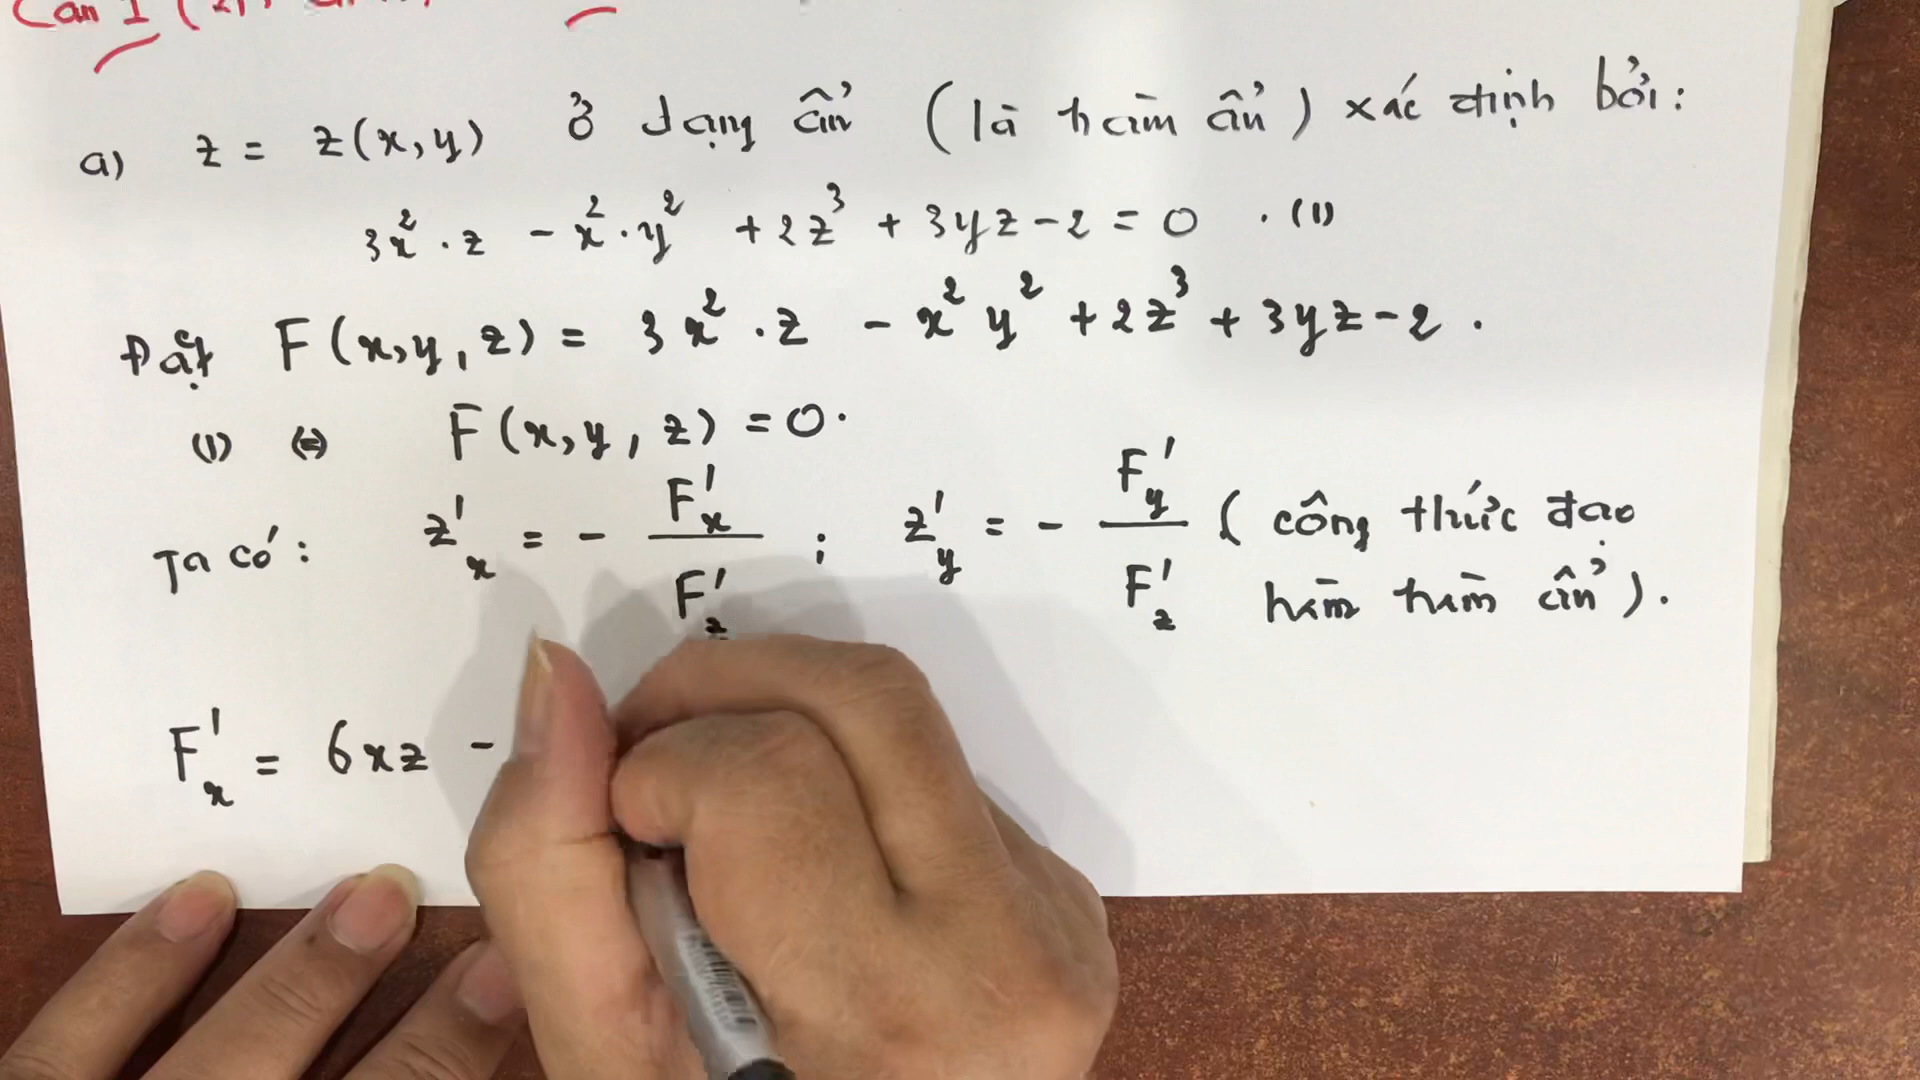 a) z = z(x,y) ở dạng ẩn (là hàm ẩn) xác định bởi:
3x².z - x².y² + 2z³ + 3yz - 2 = 0 . (1)
Đặt F(x,y,z) = 3x².z - x²y² + 2z³ + 3yz - 2 .
(1) ⇔ F(x,y,z) = 0.
Ta có: z'x = - F'x / F'z ; z'y = - F'y / F'z (công thức đạo
hàm hàm ẩn).
F'x = 6xz -